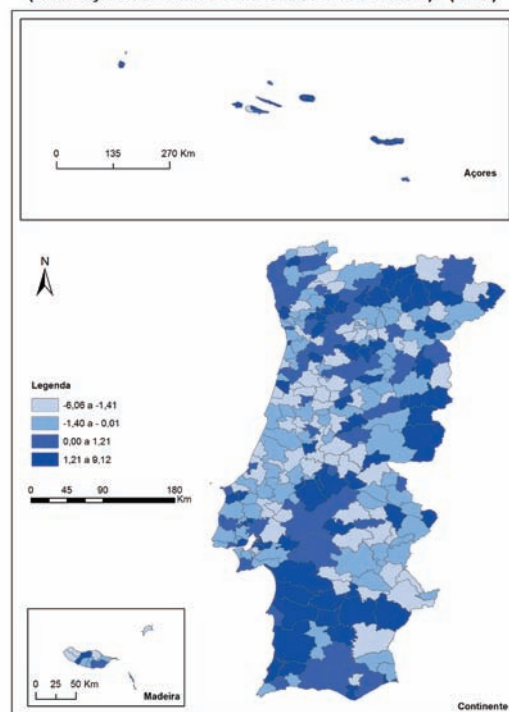 0
135
270 Km
Açores
N
Legenda
-6,06 a -1,41
-1,40 a - 0,01
0,00 a 1,21
1,21 a 9,12
0 45 90 180
Km
0 25 50 Km
Madeira
Continente